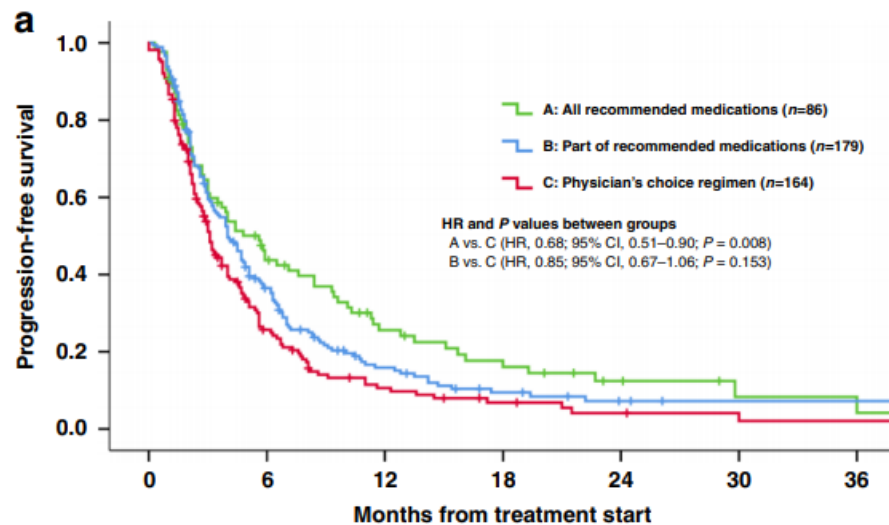 a
Progression-free survival
1.0
0.8
0.6
0.4
0.2
0.0
A: All recommended medications (n=86)
B: Part of recommended medications (n=179)
C: Physician's choice regimen (n=164)
HR and P values between groups
A vs. C (HR, 0.68; 95% CI, 0.51–0.90; P = 0.008)
B vs. C (HR, 0.85; 95% CI, 0.67–1.06; P = 0.153)
0 6 12 18 24 30 36
Months from treatment start